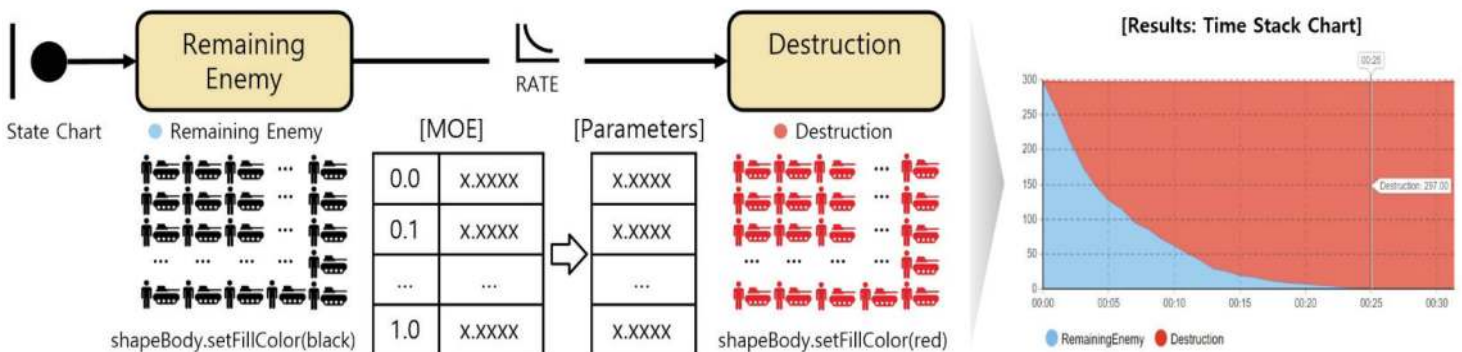 Remaining
Enemy
RATE
Destruction
State Chart
Remaining Enemy
[MOE]
[Parameters]
Destruction
0.0 x.xxxx x.xxxx
0.1 x.xxxx x.xxxx
... ... ...
1.0 x.xxxx x.xxxx
... 
...
...
... ... ... ...
shapeBody.setFillColor(black)
...
...
...
... ... ... ...
shapeBody.setFillColor(red)
[Results: Time Stack Chart]
00:25
300
250
200
150
100
50
0
Destruction: 297.00
00:00 00:05 00:10 00:15 00:20 00:25 00:30
RemainingEnemy Destruction